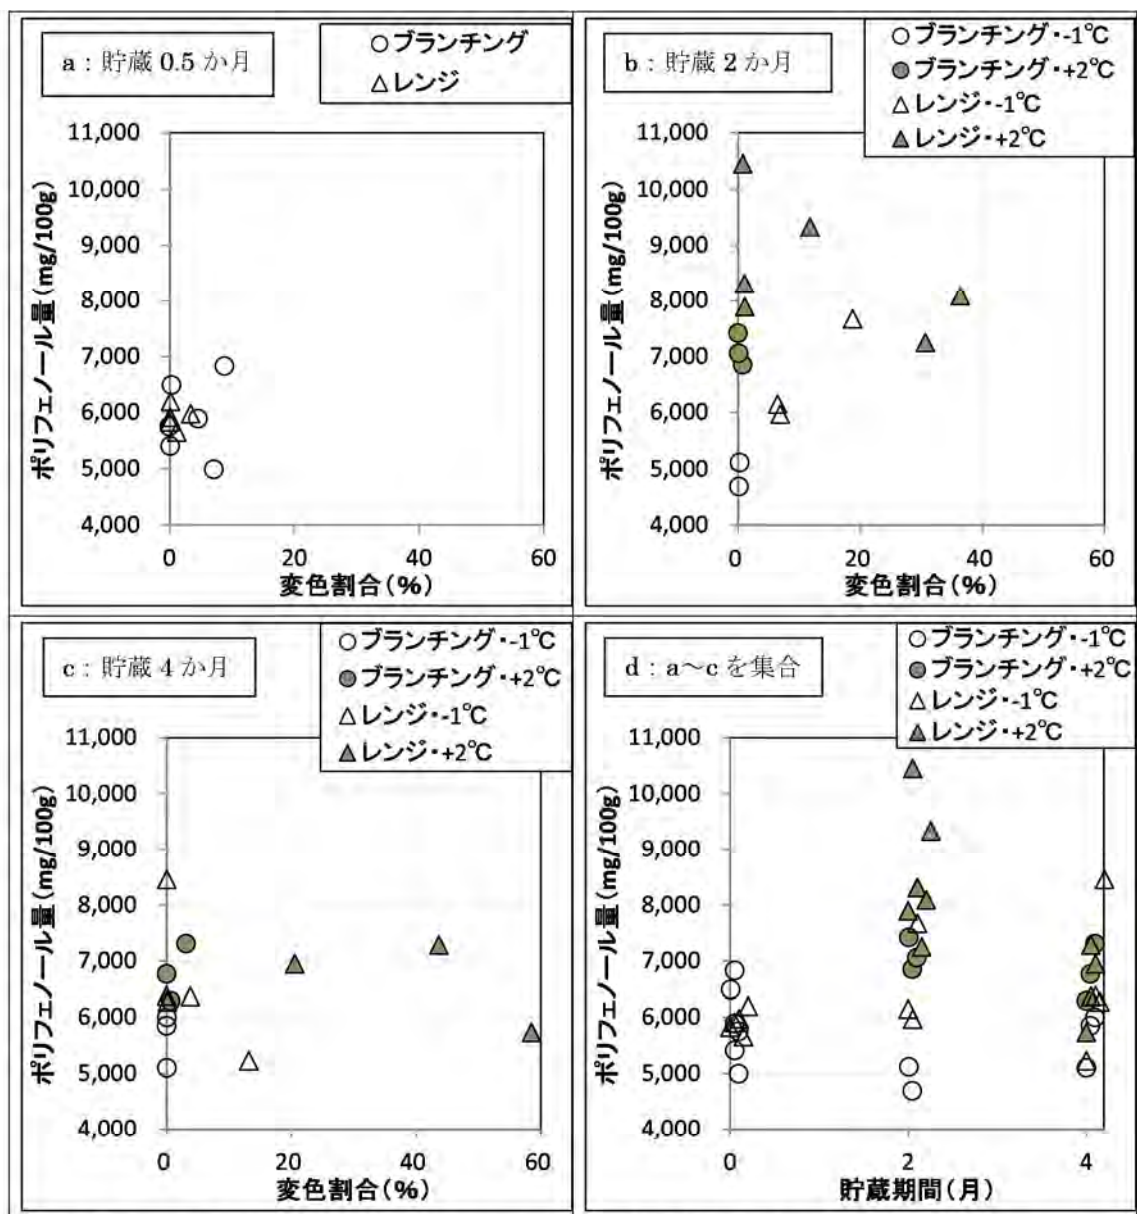 a：貯蔵 0.5 か月
○ブランチング
△レンジ
ポリフェノール量(mg/100g)
11,000
10,000
9,000
8,000
7,000
6,000
5,000
4,000
0 20 40 60
変色割合(%)
b：貯蔵 2 か月
○ブランチング・-1℃
●ブランチング・+2℃
△レンジ・-1℃
▲レンジ・+2℃
ポリフェノール量(mg/100g)
11,000
10,000
9,000
8,000
7,000
6,000
5,000
4,000
0 20 40 60
変色割合(%)
c：貯蔵 4 か月
○ブランチング・-1℃
●ブランチング・+2℃
△レンジ・-1℃
▲レンジ・+2℃
ポリフェノール量(mg/100g)
11,000
10,000
9,000
8,000
7,000
6,000
5,000
4,000
0 20 40 60
変色割合(%)
d：a～cを集合
○ブランチング・-1℃
●ブランチング・+2℃
△レンジ・-1℃
▲レンジ・+2℃
ポリフェノール量(mg/100g)
11,000
10,000
9,000
8,000
7,000
6,000
5,000
4,000
0 2 4
貯蔵期間(月)